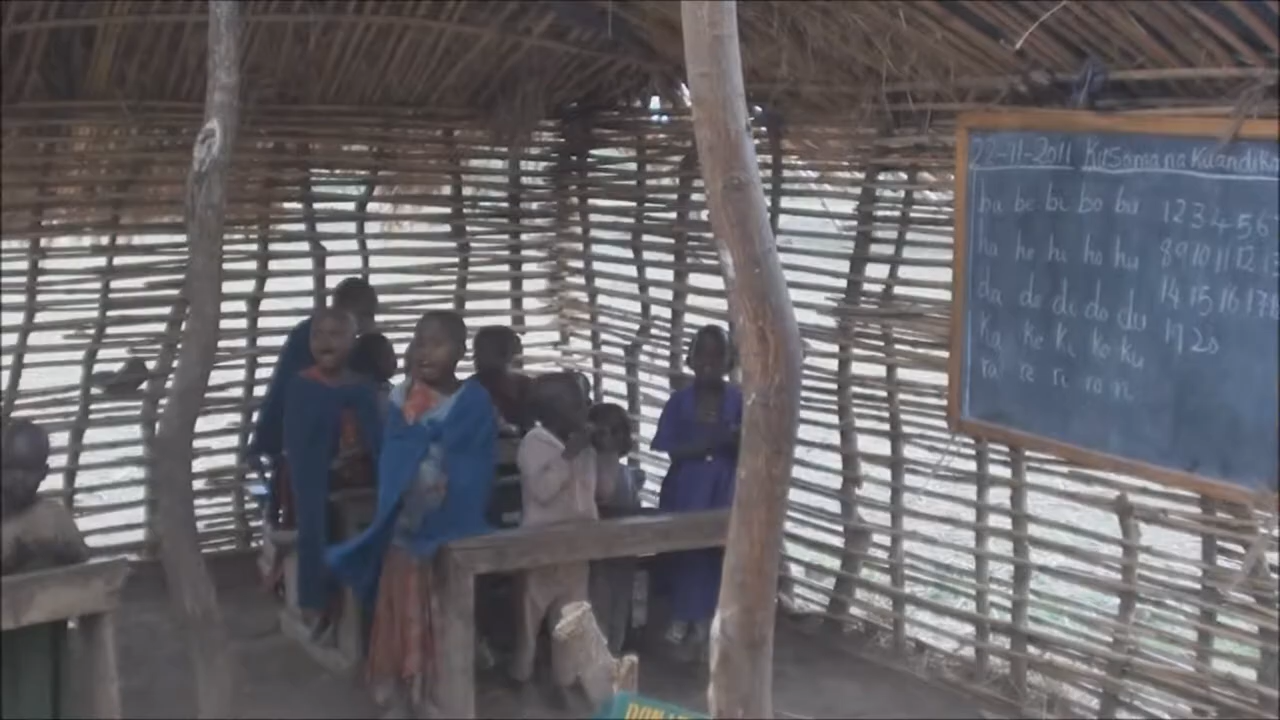 22-11-2011 KuSoma na Kuandika
ba be bi bo bu 1 2 3 4 5 6
ha he hi ho hu 8 9 10 11 12 13
da de di do du 14 15 16 17 18
Ka Ke Ki Ko Ku 19 20
ra re ri ro ru